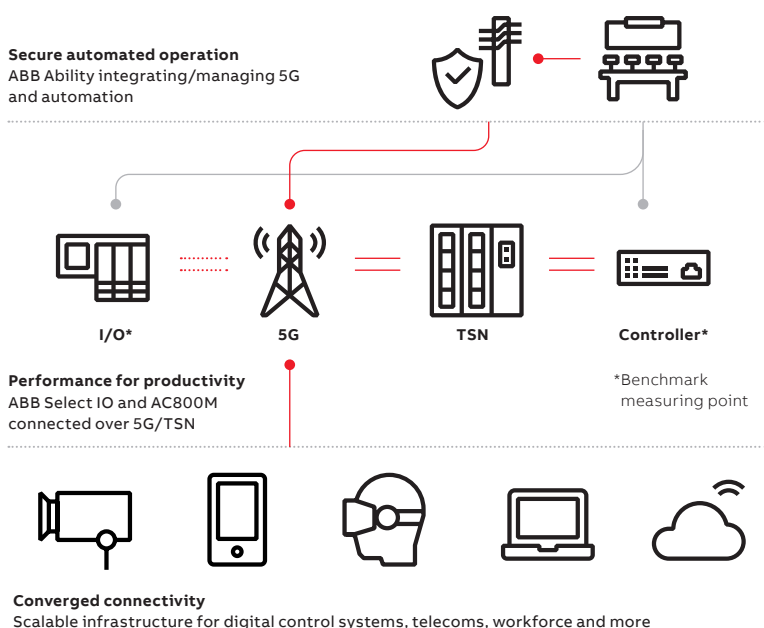 Secure automated operation
ABB Ability integrating/managing 5G
and automation
I/O*
5G
TSN
Controller*
Performance for productivity
ABB Select IO and AC800M
connected over 5G/TSN
*Benchmark
measuring point
Converged connectivity
Scalable infrastructure for digital control systems, telecoms, workforce and more